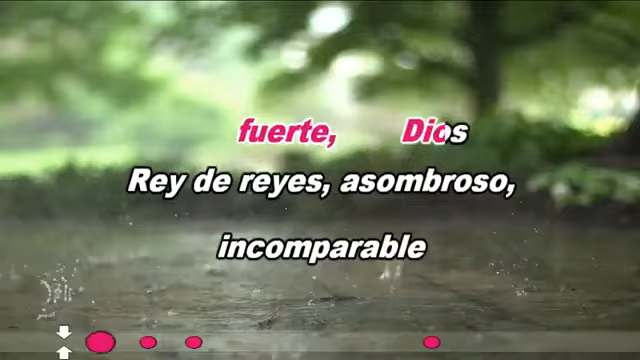 fuerte, Dios
Rey de reyes, asombroso,
incomparable